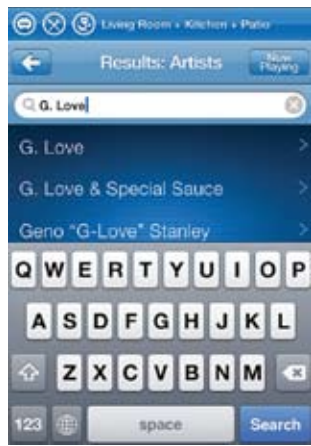 Living Room + Kitchen + Patio
Results: Artists
Now
Playing
G. Love
G. Love
G. Love & Special Sauce
Geno "G-Love" Stanley
Q W E R T Y U I O P
A S D F G H J K L
Z X C V B N M
123 space Search